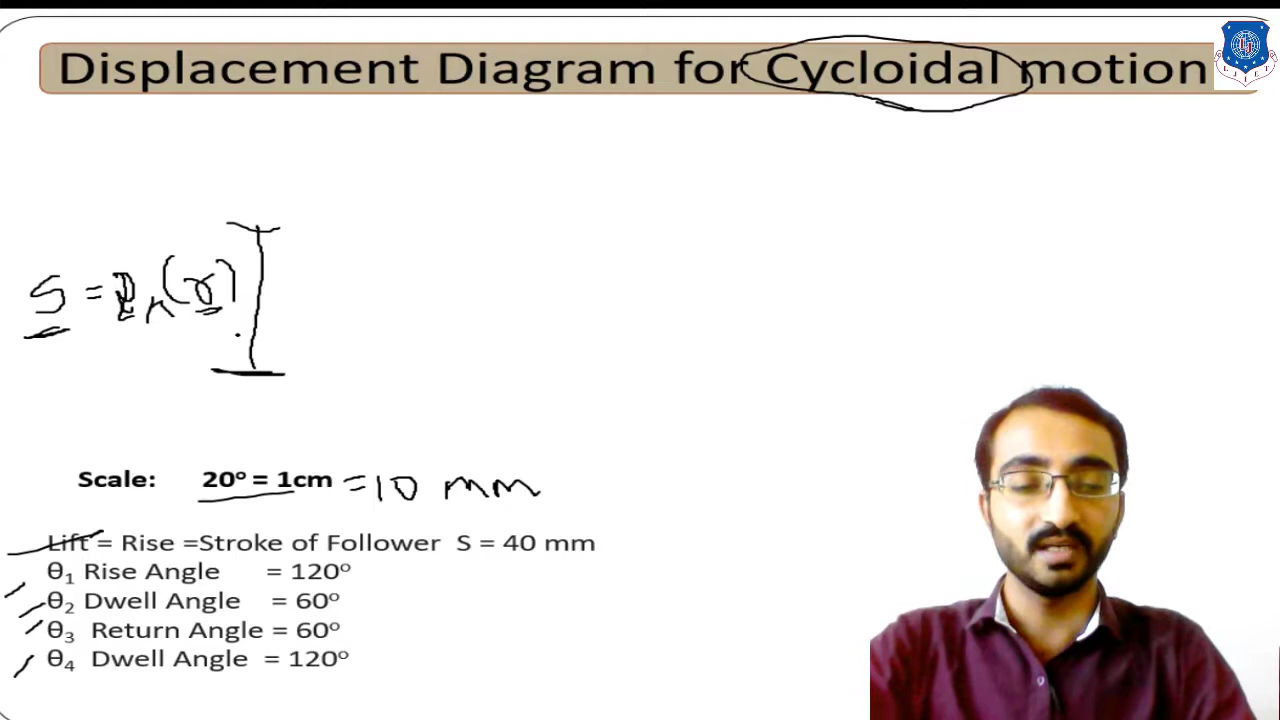 Displacement Diagram for Cycloidal motion
S = 2π(r)
Scale: 20° = 1cm = 10 mm
Lift = Rise =Stroke of Follower S = 40 mm
θ₁ Rise Angle = 120°
θ₂ Dwell Angle = 60°
θ₃ Return Angle = 60°
θ₄ Dwell Angle = 120°